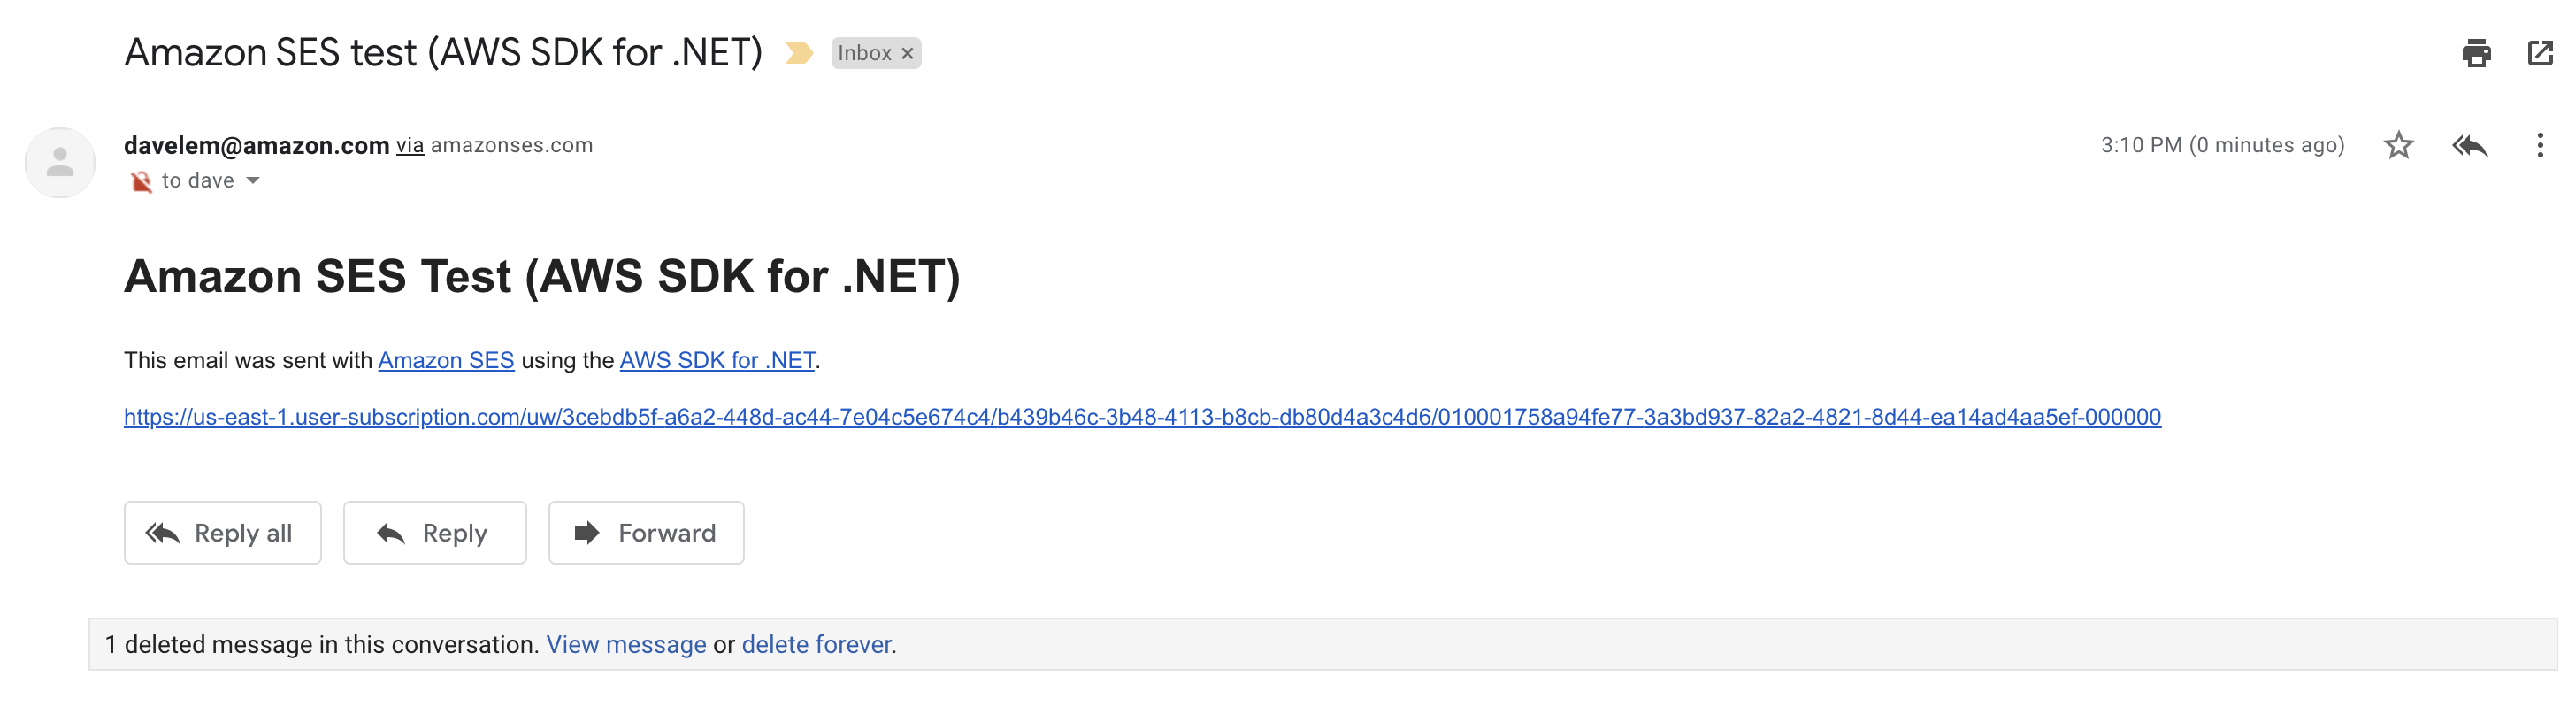 Amazon SES test (AWS SDK for .NET) Inbox ×
davelem@amazon.com via amazonses.com 3:10 PM (0 minutes ago)
to dave
Amazon SES Test (AWS SDK for .NET)
This email was sent with Amazon SES using the AWS SDK for .NET.
https://us-east-1.user-subscription.com/uw/3cebdb5f-a6a2-448d-ac44-7e04c5e674c4/b439b46c-3b48-4113-b8cb-db80d4a3c4d6/010001758a94fe77-3a3bd937-82a2-4821-8d44-ea14ad4aa5ef-000000
Reply all Reply Forward
1 deleted message in this conversation. View message or delete forever.